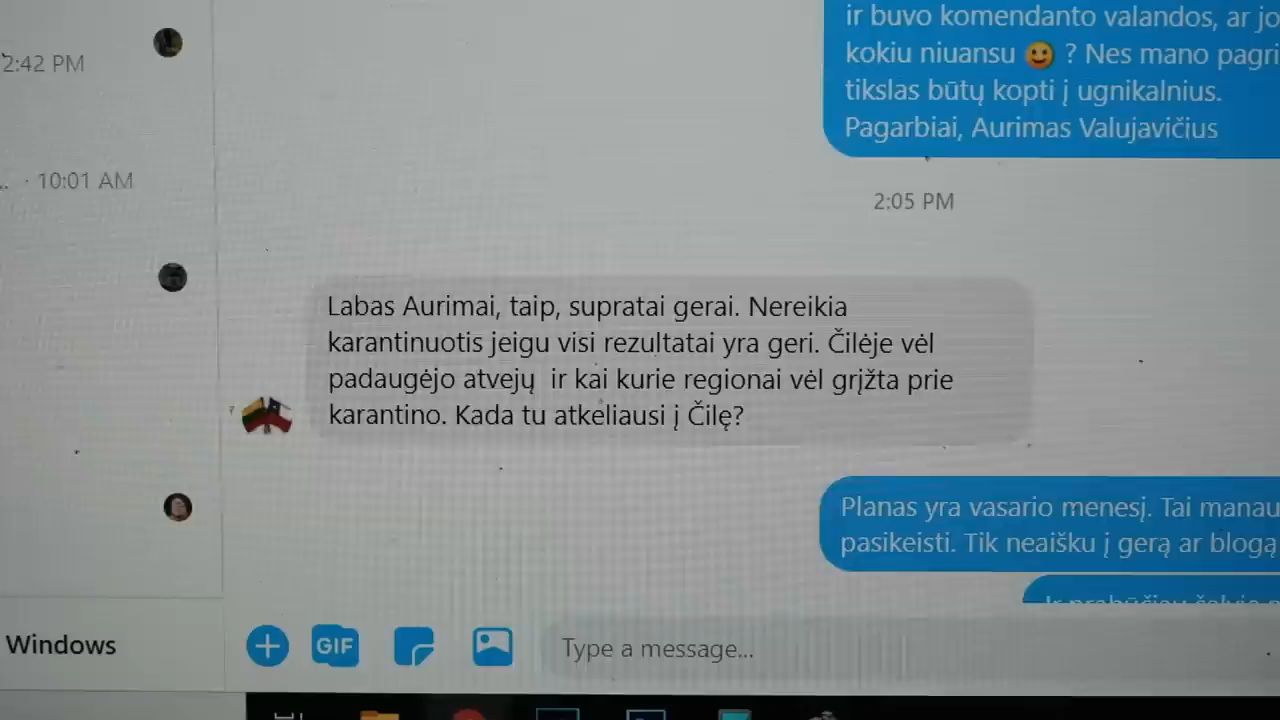 ir buvo komendanto valandos, ar jo
2:42 PM
kokiu niuansu 😀 ? Nes mano pagri
tikslas būtų kopti į ugnikalnius.
Pagarbiai, Aurimas Valujavičius
.. · 10:01 AM
2:05 PM
Labas Aurimai, taip, supratai gerai. Nereikia
karantinuotis jeigu visi rezultatai yra geri. Čilėje vėl
padaugėjo atvejų ir kai kurie regionai vėl grįžta prie
karantino. Kada tu atkeliausi į Čilę?
Planas yra vasario menesį. Tai manau
pasikeisti. Tik neaišku į gerą ar blogą
Windows
GIF
Type a message...